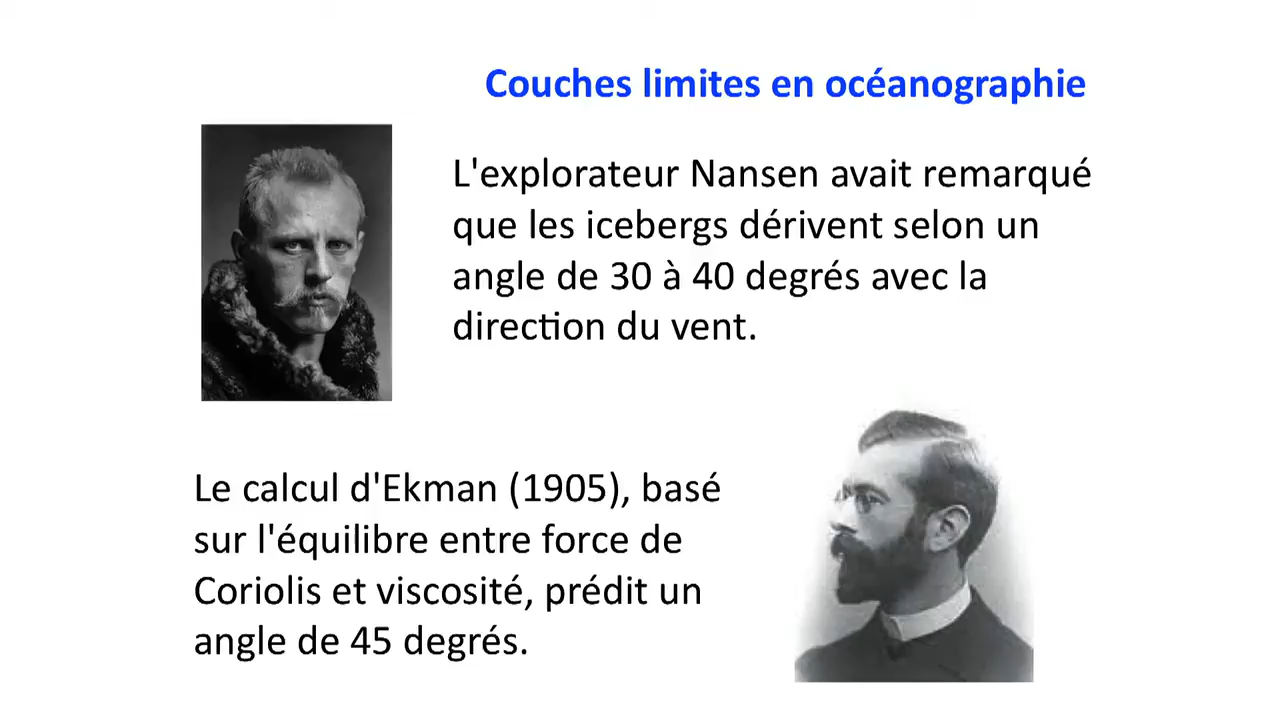 Couches limites en océanographie
L'explorateur Nansen avait remarqué
que les icebergs dérivent selon un
angle de 30 à 40 degrés avec la
direction du vent.
Le calcul d'Ekman (1905), basé
sur l'équilibre entre force de
Coriolis et viscosité, prédit un
angle de 45 degrés.